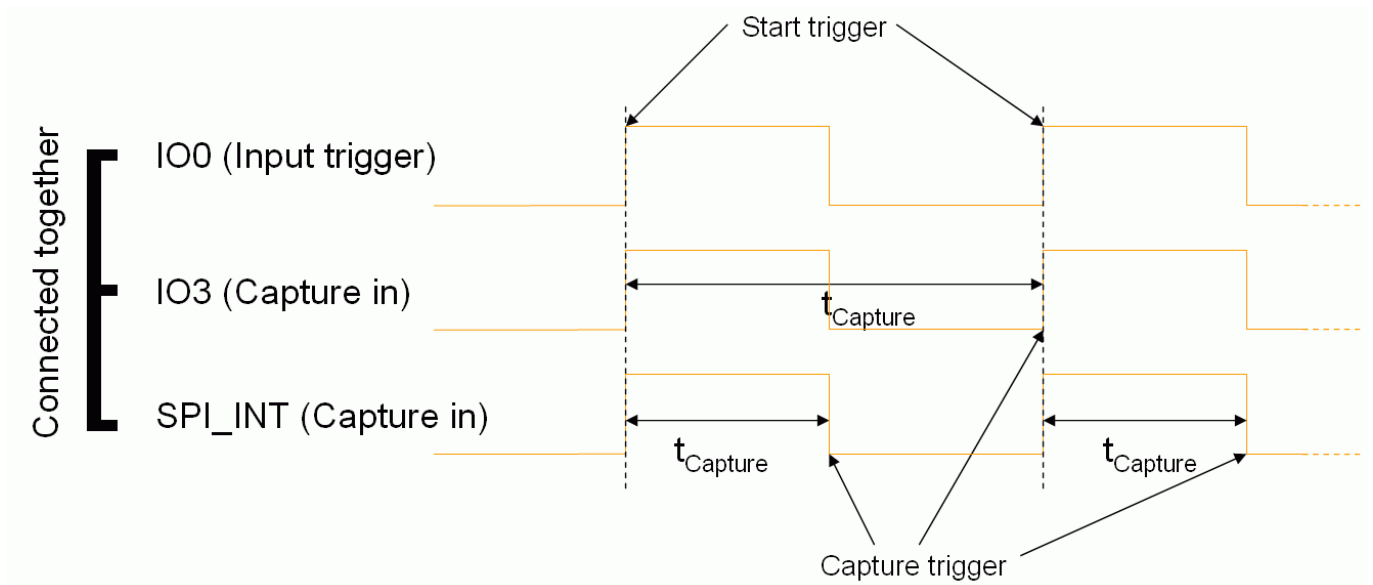 Start trigger
Connected together
IO0 (Input trigger)
IO3 (Capture in)
tCapture
SPI_INT (Capture in)
tCapture
tCapture
Capture trigger